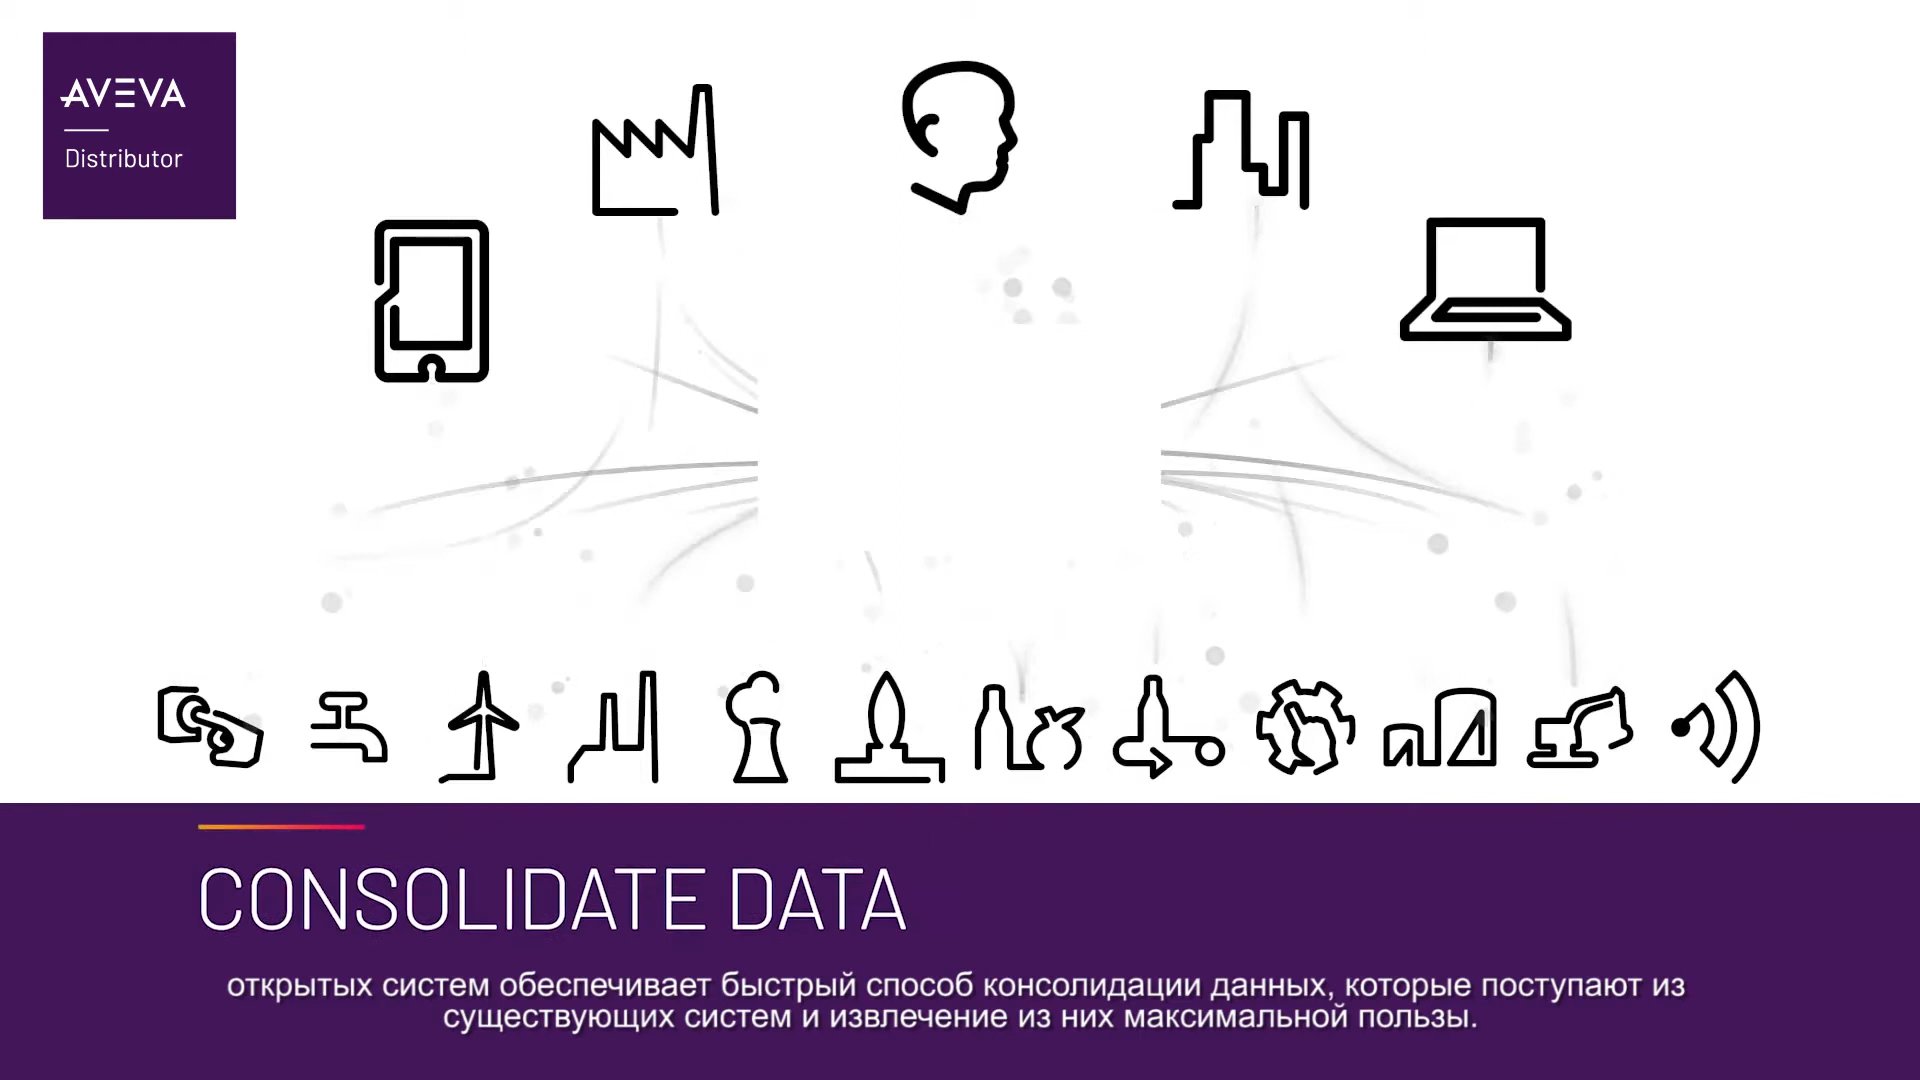 AVEVA
Distributor
CONSOLIDATE DATA
открытых систем обеспечивает быстрый способ консолидации данных, которые поступают из
существующих систем и извлечение из них максимальной пользы.